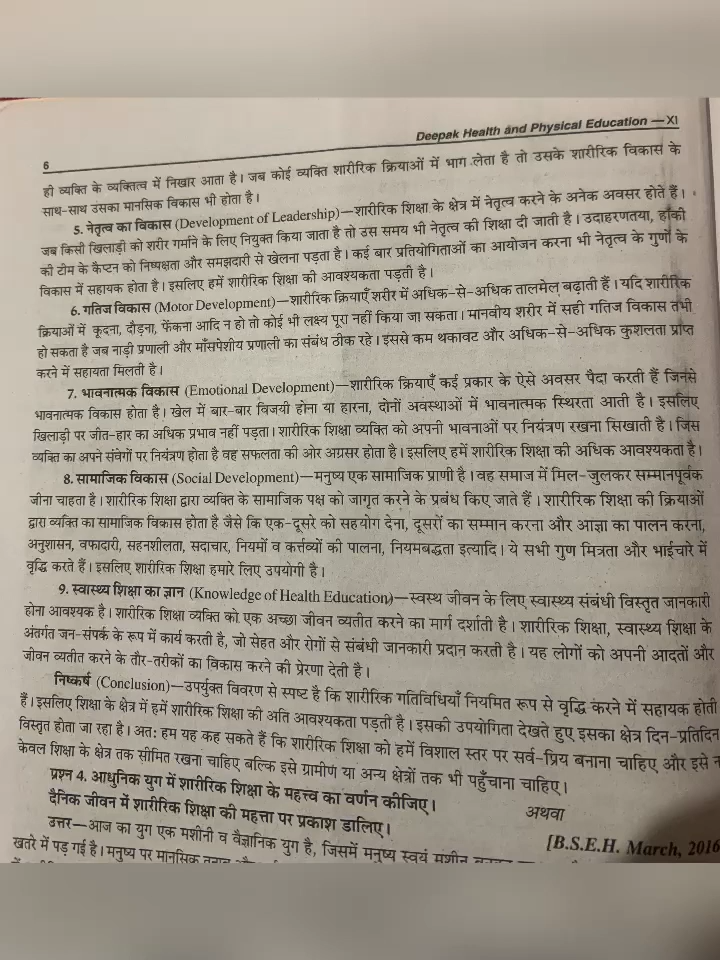 6
Deepak Health and Physical Education —XI
ही व्यक्ति के व्यक्तित्व में निखार आता है। जब कोई व्यक्ति शारीरिक क्रियाओं में भाग लेता है तो उसके शारीरिक विकास के
साथ-साथ उसका मानसिक विकास भी होता है।
5. नेतृत्व का विकास (Development of Leadership)—शारीरिक शिक्षा के क्षेत्र में नेतृत्व करने के अनेक अवसर होते हैं।
जब किसी खिलाड़ी को शरीर गर्माने के लिए नियुक्त किया जाता है तो उस समय भी नेतृत्व की शिक्षा दी जाती है। उदाहरणतया, हॉकी
की टीम के कैप्टन को निष्पक्षता और समझदारी से खेलना पड़ता है। कई बार प्रतियोगिताओं का आयोजन करना भी नेतृत्व के गुणों के
विकास में सहायक होता है। इसलिए हमें शारीरिक शिक्षा की आवश्यकता पड़ती है।
6. गतिज विकास (Motor Development)—शारीरिक क्रियाएँ शरीर में अधिक-से-अधिक तालमेल बढ़ाती हैं। यदि शारीरिक
क्रियाओं में कूदना, दौड़ना, फेंकना आदि न हो तो कोई भी लक्ष्य पूरा नहीं किया जा सकता। मानवीय शरीर में सही गतिज विकास तभी
हो सकता है जब नाड़ी प्रणाली और माँसपेशीय प्रणाली का संबंध ठीक रहे। इससे कम थकावट और अधिक-से-अधिक कुशलता प्राप्त
करने में सहायता मिलती है।
7. भावनात्मक विकास (Emotional Development)—शारीरिक क्रियाएँ कई प्रकार के ऐसे अवसर पैदा करती हैं जिनसे
भावनात्मक विकास होता है। खेल में बार-बार विजयी होना या हारना, दोनों अवस्थाओं में भावनात्मक स्थिरता आती है। इसलिए
खिलाड़ी पर जीत-हार का अधिक प्रभाव नहीं पड़ता। शारीरिक शिक्षा व्यक्ति को अपनी भावनाओं पर नियंत्रण रखना सिखाती है। जिस
व्यक्ति का अपने संवेगों पर नियंत्रण होता है वह सफलता की ओर अग्रसर होता है। इसलिए हमें शारीरिक शिक्षा की अधिक आवश्यकता है।
8. सामाजिक विकास (Social Development)—मनुष्य एक सामाजिक प्राणी है। वह समाज में मिल-जुलकर सम्मानपूर्वक
जीना चाहता है। शारीरिक शिक्षा द्वारा व्यक्ति के सामाजिक पक्ष को जागृत करने के प्रबंध किए जाते हैं। शारीरिक शिक्षा की क्रियाओं
द्वारा व्यक्ति का सामाजिक विकास होता है जैसे कि एक-दूसरे को सहयोग देना, दूसरों का सम्मान करना और आज्ञा का पालन करना,
अनुशासन, वफादारी, सहनशीलता, सदाचार, नियमों व कर्त्तव्यों की पालना, नियमबद्धता इत्यादि। ये सभी गुण मित्रता और भाईचारे में
वृद्धि करते हैं। इसलिए शारीरिक शिक्षा हमारे लिए उपयोगी है।
9. स्वास्थ्य शिक्षा का ज्ञान (Knowledge of Health Education)—स्वस्थ जीवन के लिए स्वास्थ्य संबंधी विस्तृत जानकारी
होना आवश्यक है। शारीरिक शिक्षा व्यक्ति को एक अच्छा जीवन व्यतीत करने का मार्ग दर्शाती है। शारीरिक शिक्षा, स्वास्थ्य शिक्षा के
अंतर्गत जन-संपर्क के रूप में कार्य करती है, जो सेहत और रोगों से संबंधी जानकारी प्रदान करती है। यह लोगों को अपनी आदतों और
जीवन व्यतीत करने के तौर-तरीकों का विकास करने की प्रेरणा देती है।
निष्कर्ष (Conclusion)—उपर्युक्त विवरण से स्पष्ट है कि शारीरिक गतिविधियाँ नियमित रूप से वृद्धि करने में सहायक होती
हैं। इसलिए शिक्षा के क्षेत्र में हमें शारीरिक शिक्षा की अति आवश्यकता पड़ती है। इसकी उपयोगिता देखते हुए इसका क्षेत्र दिन-प्रतिदिन
विस्तृत होता जा रहा है। अतः हम यह कह सकते हैं कि शारीरिक शिक्षा को हमें विशाल स्तर पर सर्व-प्रिय बनाना चाहिए और इसे न
केवल शिक्षा के क्षेत्र तक सीमित रखना चाहिए बल्कि इसे ग्रामीण या अन्य क्षेत्रों तक भी पहुँचाना चाहिए।
प्रश्न 4. आधुनिक युग में शारीरिक शिक्षा के महत्त्व का वर्णन कीजिए।
अथवा
दैनिक जीवन में शारीरिक शिक्षा की महत्ता पर प्रकाश डालिए।
[B.S.E.H. March, 2016
उत्तर—आज का युग एक मशीनी व वैज्ञानिक युग है, जिसमें मनुष्य स्वयं मशीन
खतरे में पड़ गई है। मनुष्य पर मानसिक